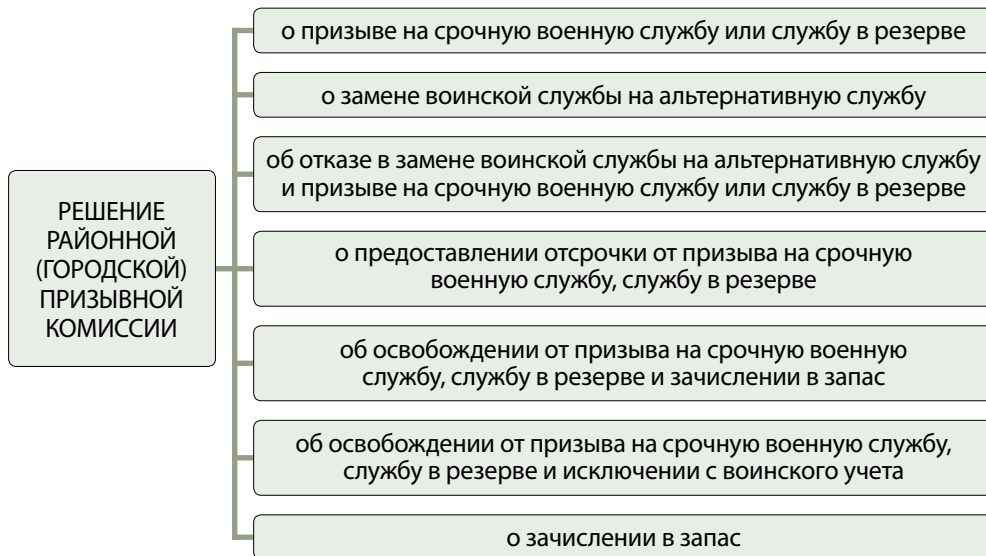 РЕШЕНИЕ
РАЙОННОЙ
(ГОРОДСКОЙ)
ПРИЗЫВНОЙ
КОМИССИИ
о призыве на срочную военную службу или службу в резерве
о замене воинской службы на альтернативную службу
об отказе в замене воинской службы на альтернативную службу
и призыве на срочную военную службу или службу в резерве
о предоставлении отсрочки от призыва на срочную
военную службу, службу в резерве
об освобождении от призыва на срочную военную
службу, службу в резерве и зачислении в запас
об освобождении от призыва на срочную военную службу,
службу в резерве и исключении с воинского учета
о зачислении в запас